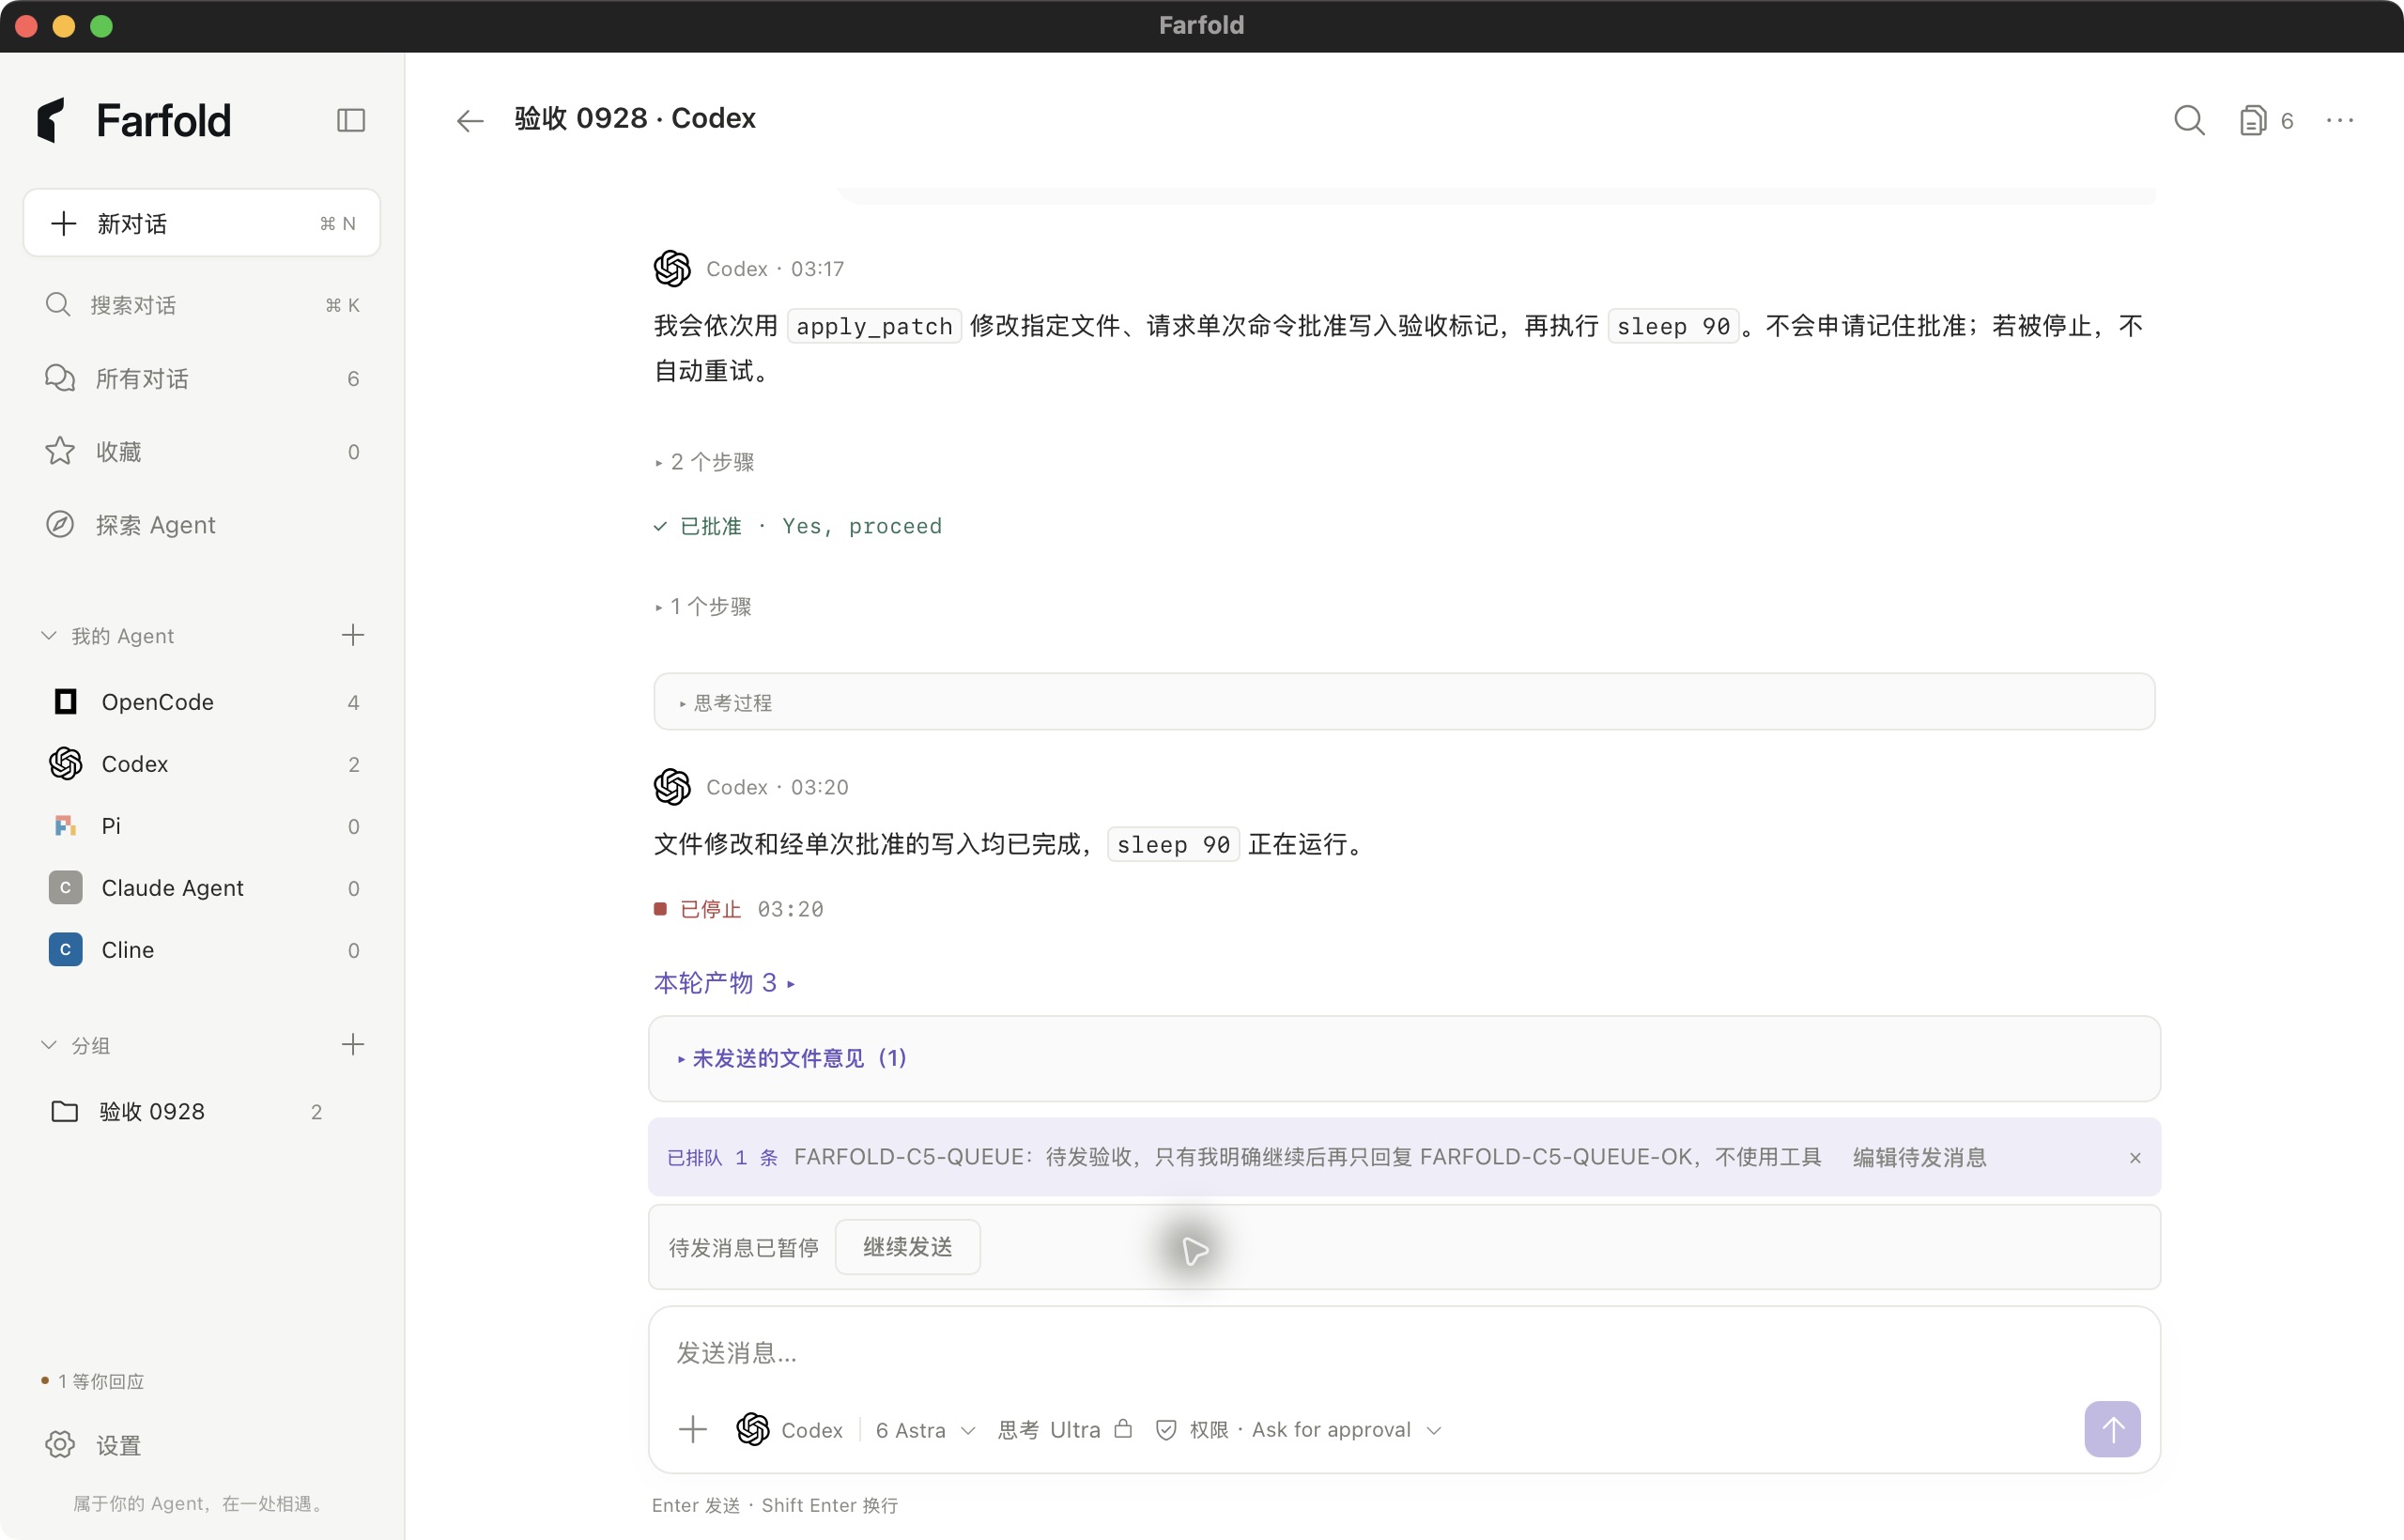 Farfold
Farfold
新对话 ⌘ N
搜索对话 ⌘ K
所有对话 6
收藏 0
探索 Agent
我的 Agent
OpenCode 4
Codex 2
Pi 0
C Claude Agent 0
C Cline 0
分组
验收 0928 2
1 等你回应
设置
属于你的 Agent，在一处相遇。
验收 0928 · Codex
6
Codex · 03:17
我会依次用 apply_patch 修改指定文件、请求单次命令批准写入验收标记，再执行 sleep 90。不会申请记住批准；若被停止，不
自动重试。
2 个步骤
已批准 · Yes, proceed
1 个步骤
思考过程
Codex · 03:20
文件修改和经单次批准的写入均已完成，sleep 90 正在运行。
已停止 03:20
本轮产物 3
未发送的文件意见（1）
已排队 1 条 FARFOLD-C5-QUEUE：待发验收，只有我明确继续后再只回复 FARFOLD-C5-QUEUE-OK，不使用工具 编辑待发消息 ×
待发消息已暂停 继续发送
发送消息...
Codex 6 Astra 思考 Ultra 权限 · Ask for approval
Enter 发送 · Shift Enter 换行